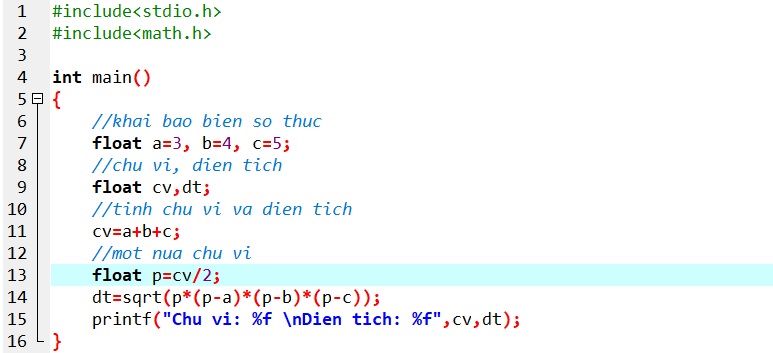 1 #include<stdio.h>
2 #include<math.h>
3
4 int main()
5 {
6 //khai bao bien so thuc
7 float a=3, b=4, c=5;
8 //chu vi, dien tich
9 float cv,dt;
10 //tinh chu vi va dien tich
11 cv=a+b+c;
12 //mot nua chu vi
13 float p=cv/2;
14 dt=sqrt(p*(p-a)*(p-b)*(p-c));
15 printf("Chu vi: %f \nDien tich: %f",cv,dt);
16 }